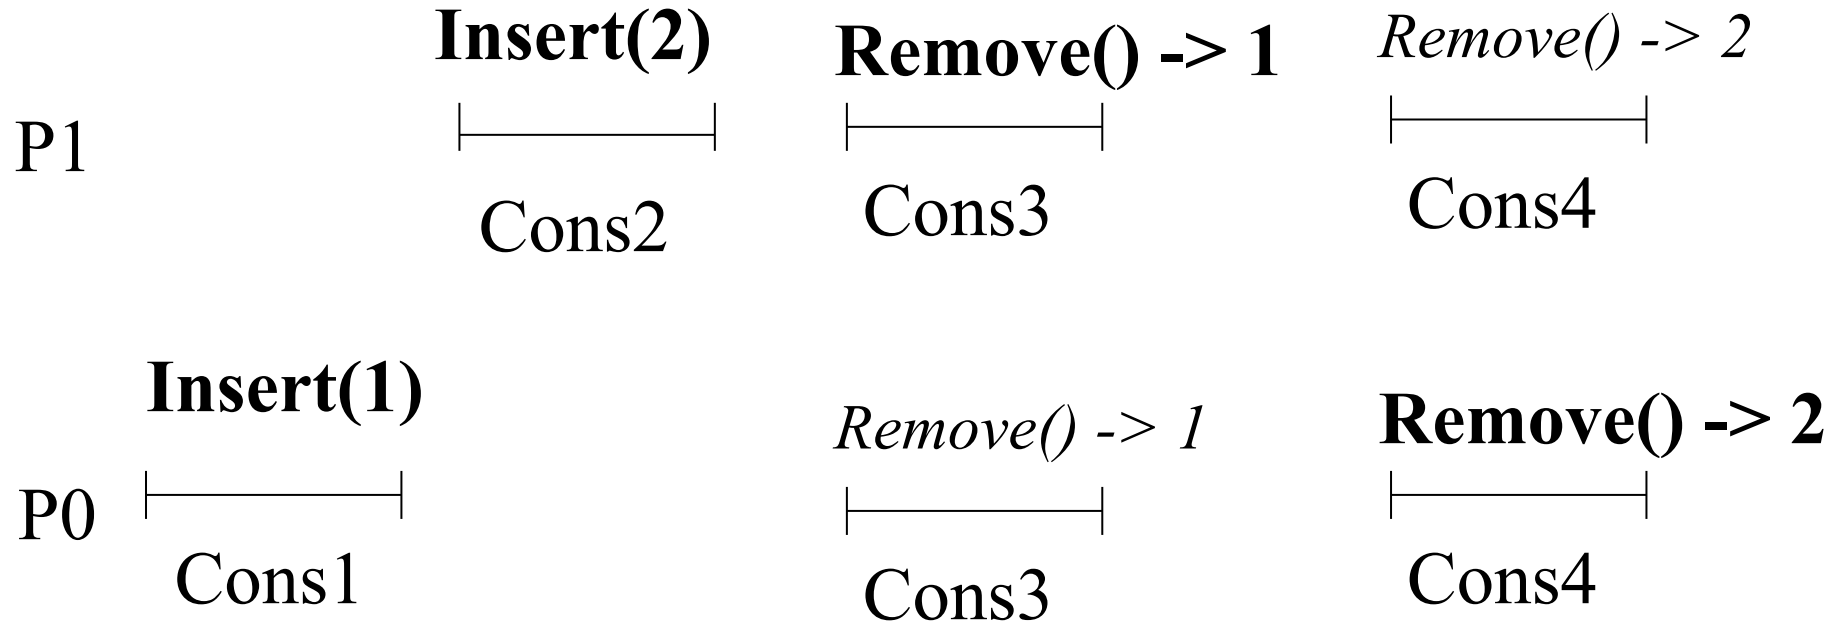 Insert(2) Remove() -> 1 Remove() -> 2
P1
Cons2 Cons3 Cons4
Insert(1) Remove() -> 1 Remove() -> 2
P0
Cons1 Cons3 Cons4